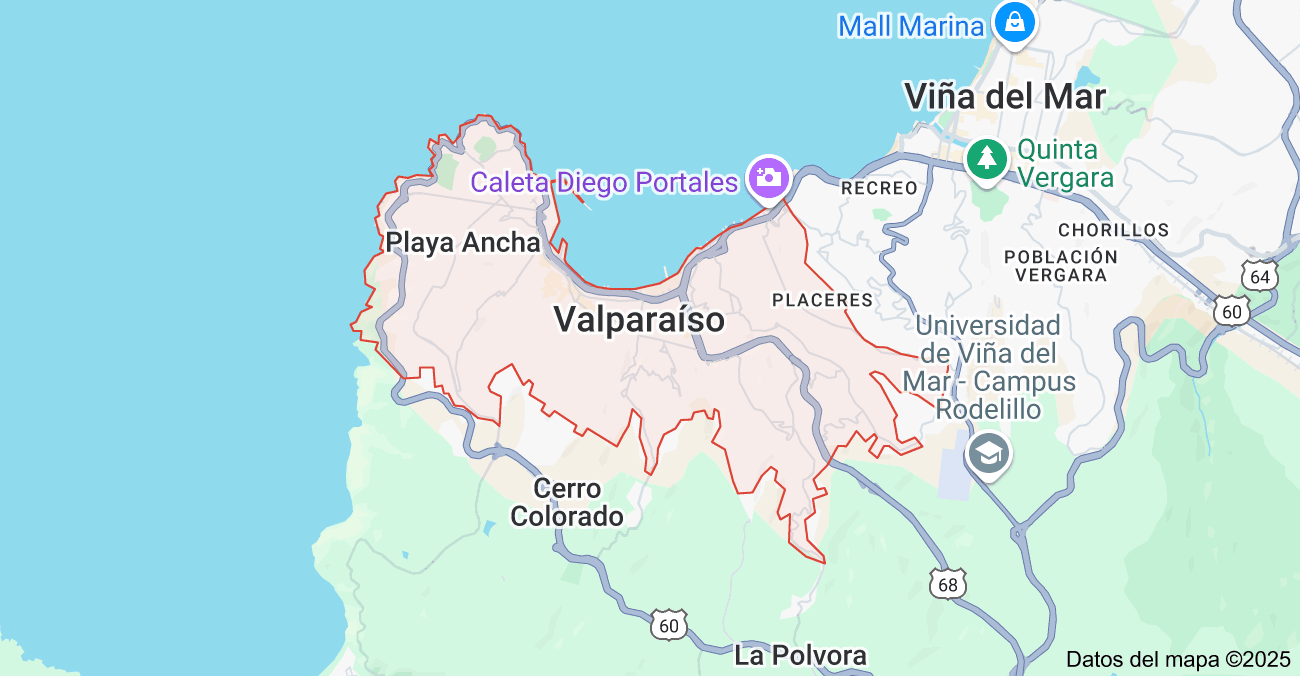 Mall Marina
Viña del Mar
Quinta
Vergara
Caleta Diego Portales
RECREO
CHORILLOS
Playa Ancha
POBLACIÓN
VERGARA
64
PLACERES
60
Valparaíso
Universidad
de Viña del
Mar - Campus
Rodelillo
Cerro
Colorado
68
60
La Polvora
Datos del mapa ©2025